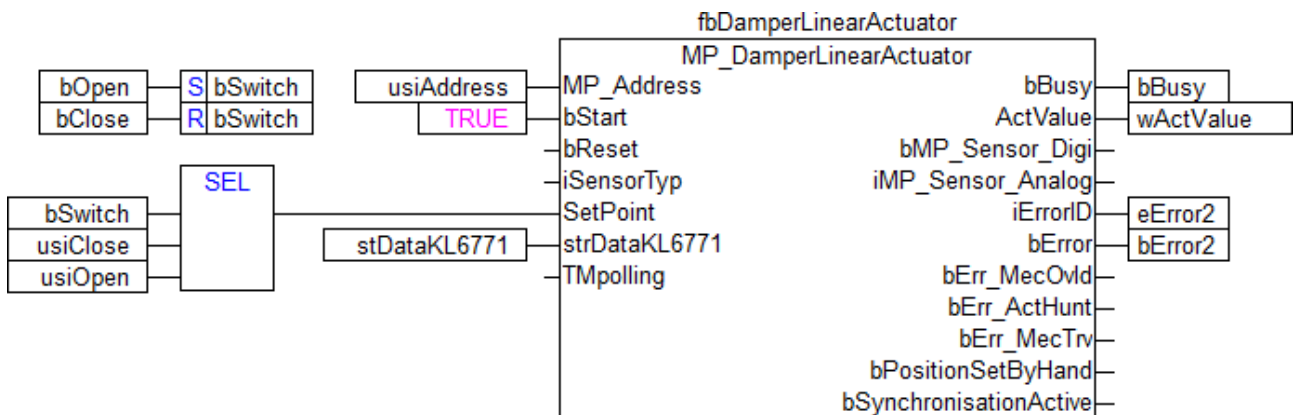 fbDamperLinearActuator
MP_DamperLinearActuator
bOpen S bSwitch usiAddress MP_Address bBusy bBusy
bClose R bSwitch TRUE bStart ActValue wActValue
bReset bMP_Sensor_Digi
SEL iSensorTyp iMP_Sensor_Analog
bSwitch SetPoint iErrorID eError2
usiClose stDataKL6771 strDataKL6771 bError bError2
usiOpen TMpolling bErr_MecOvld
bErr_ActHunt
bErr_MecTrv
bPositionSetByHand
bSynchronisationActive